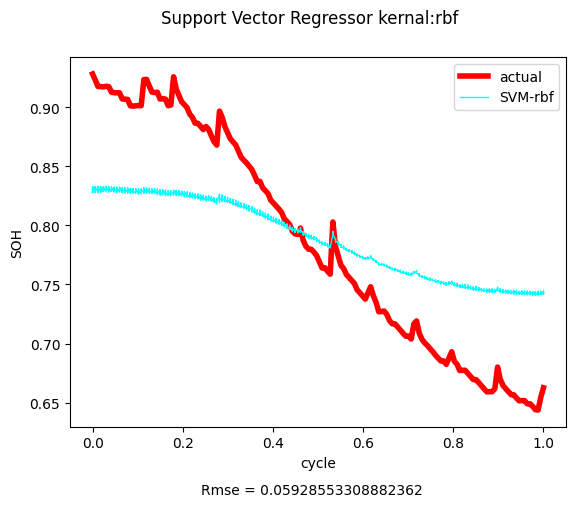 Support Vector Regressor kernal:rbf
actual
SVM-rbf
SOH
0.90
0.85
0.80
0.75
0.70
0.65
0.0 0.2 0.4 0.6 0.8 1.0
cycle
Rmse = 0.05928553308882362